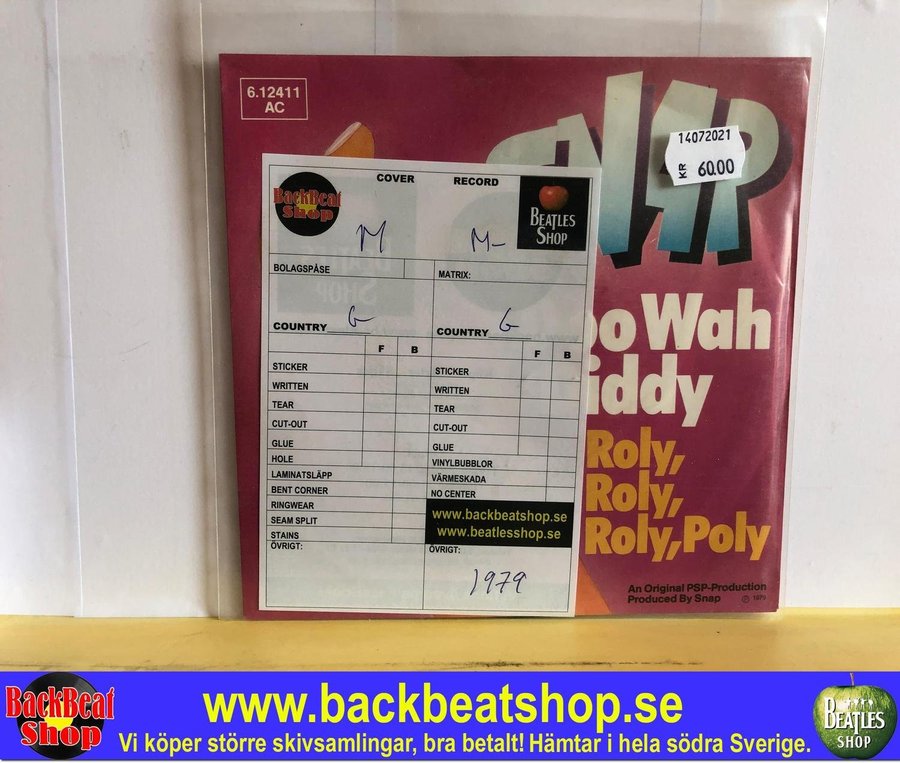 6.12411
AC
14072021
KR 60.00
BackBeat
Shop
COVER
RECORD
BEATLES
SHOP
M
M-
BOLAGSPÅSE
MATRIX:
COUNTRY G
COUNTRY G
F B
F B
STICKER
STICKER
WRITTEN
WRITTEN
TEAR
TEAR
CUT-OUT
CUT-OUT
GLUE
GLUE
HOLE
VINYLBUBBLOR
LAMINATSLÄPP
VÄRMESKADA
BENT CORNER
NO CENTER
RINGWEAR
www.backbeatshop.se
SEAM SPLIT
www.beatlesshop.se
STAINS
ÖVRIGT:
ÖVRIGT:
1979
oo Wah
iddy
Roly,
Roly,
Roly, Poly
An Original PSP-Production
Produced By Snap ℗ 1979
BackBeat
Shop
www.backbeatshop.se
Vi köper större skivsamlingar, bra betalt! Hämtar i hela södra Sverige.
BEATLES
SHOP